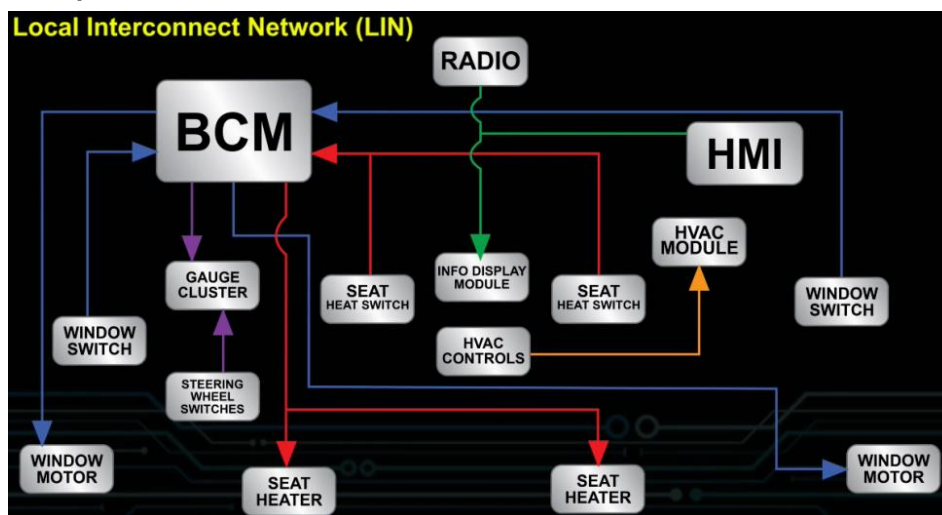 Local Interconnect Network (LIN)
RADIO
BCM
HMI
HVAC
MODULE
GAUGE
CLUSTER
SEAT
HEAT SWITCH
INFO DISPLAY
MODULE
SEAT
HEAT SWITCH
WINDOW
SWITCH
WINDOW
SWITCH
HVAC
CONTROLS
STEERING
WHEEL
SWITCHES
WINDOW
MOTOR
SEAT
HEATER
SEAT
HEATER
WINDOW
MOTOR